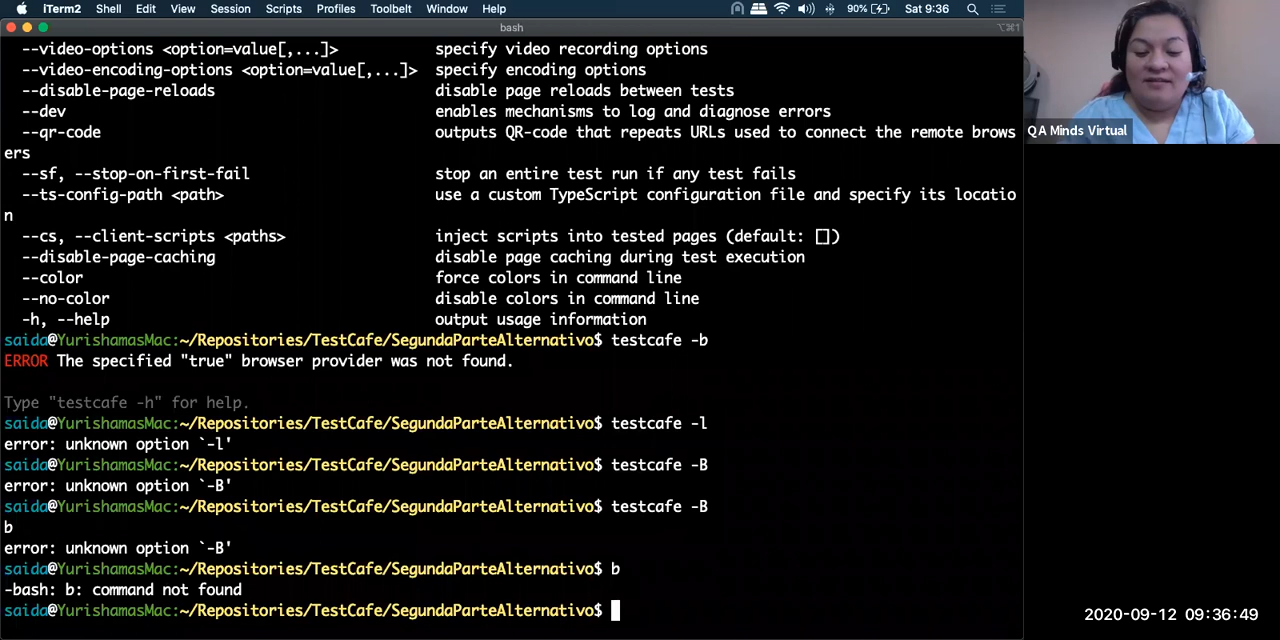 iTerm2 Shell Edit View Session Scripts Profiles Toolbelt Window Help 90% Sat 9:36
bash ⌥⌘1
--video-options <option=value[,...]> specify video recording options
--video-encoding-options <option=value[,...]> specify encoding options
--disable-page-reloads disable page reloads between tests
--dev enables mechanisms to log and diagnose errors
--qr-code outputs QR-code that repeats URLs used to connect the remote brows
ers
--sf, --stop-on-first-fail stop an entire test run if any test fails
--ts-config-path <path> use a custom TypeScript configuration file and specify its locatio
n
--cs, --client-scripts <paths> inject scripts into tested pages (default: [])
--disable-page-caching disable page caching during test execution
--color force colors in command line
--no-color disable colors in command line
-h, --help output usage information
saida@YurishamasMac:~/Repositories/TestCafe/SegundaParteAlternativo$ testcafe -b
ERROR The specified "true" browser provider was not found.
Type "testcafe -h" for help.
saida@YurishamasMac:~/Repositories/TestCafe/SegundaParteAlternativo$ testcafe -l
error: unknown option `-l'
saida@YurishamasMac:~/Repositories/TestCafe/SegundaParteAlternativo$ testcafe -B
error: unknown option `-B'
saida@YurishamasMac:~/Repositories/TestCafe/SegundaParteAlternativo$ testcafe -B
b
error: unknown option `-B'
saida@YurishamasMac:~/Repositories/TestCafe/SegundaParteAlternativo$ b
-bash: b: command not found
saida@YurishamasMac:~/Repositories/TestCafe/SegundaParteAlternativo$
QA Minds Virtual
2020-09-12 09:36:49